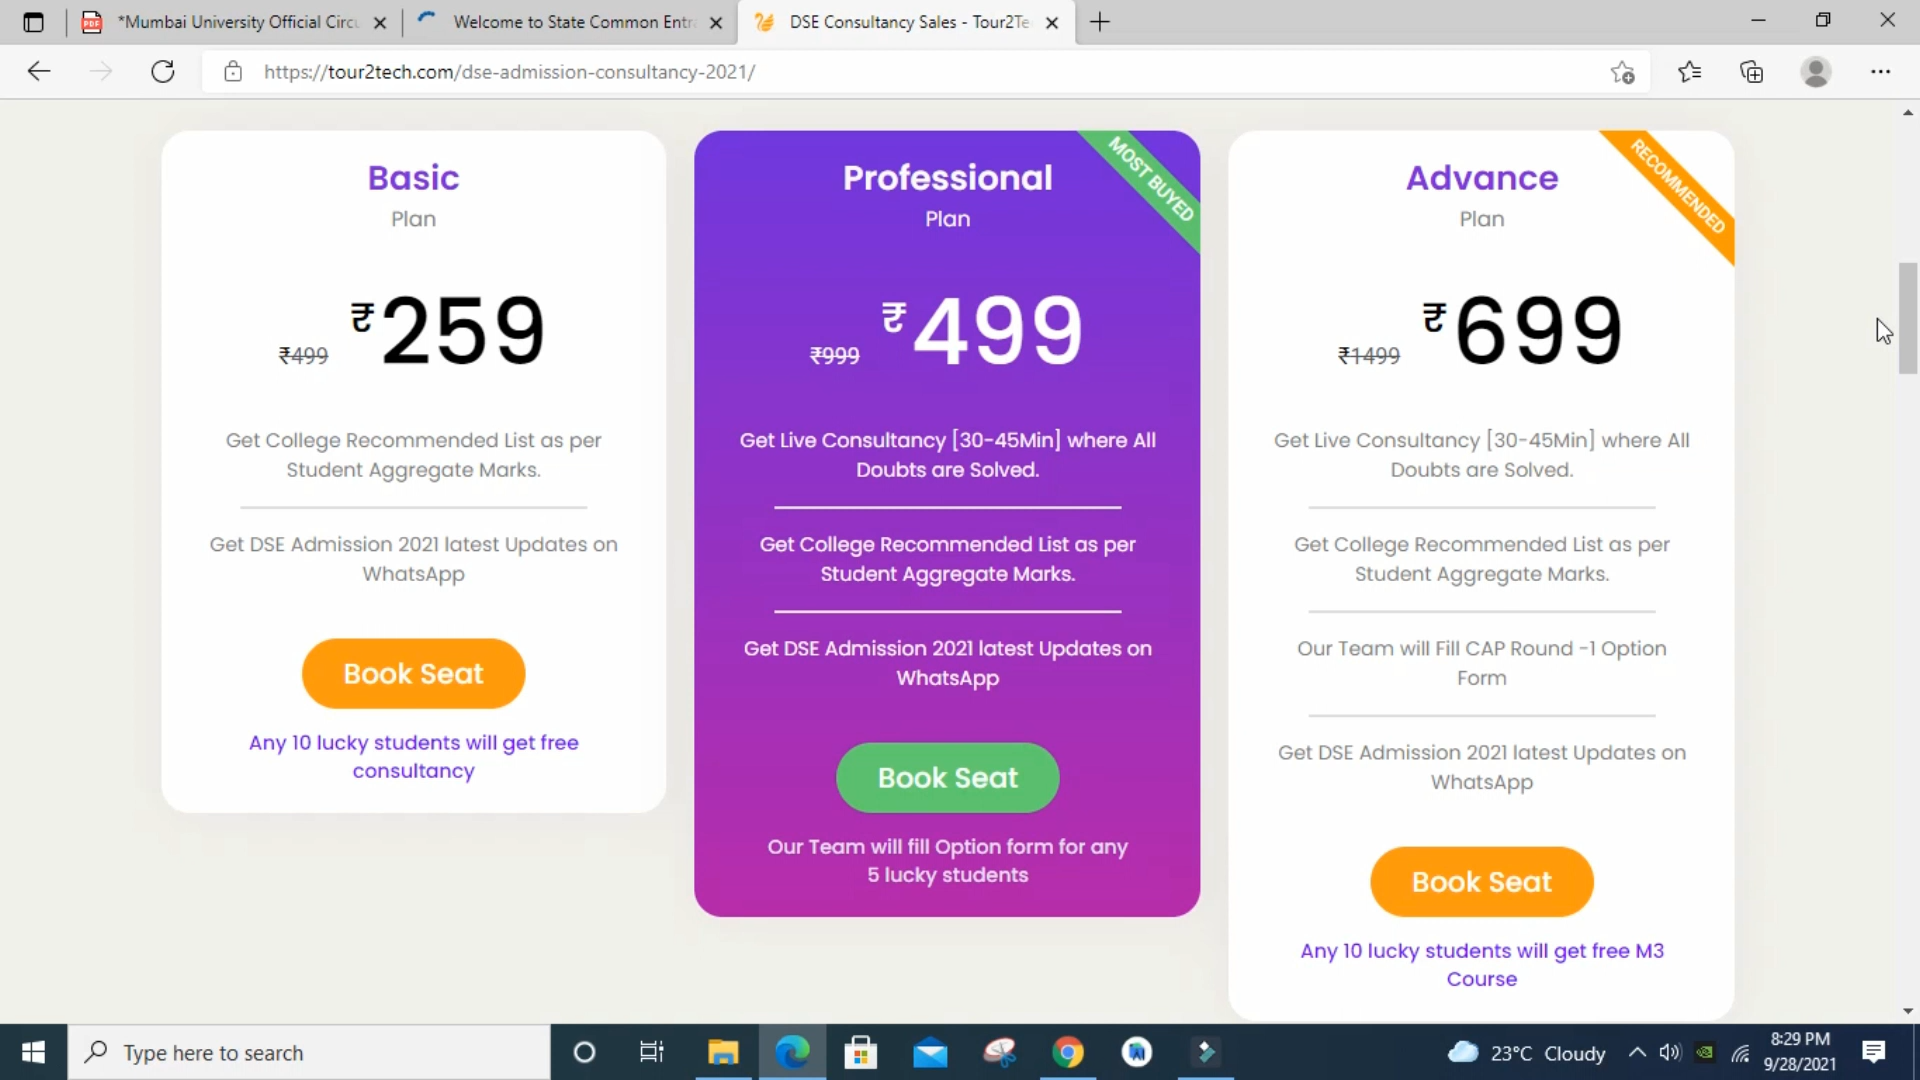 *Mumbai University Official Circu
Welcome to State Common Entr
DSE Consultancy Sales - Tour2Te
https://tour2tech.com/dse-admission-consultancy-2021/
Basic
Plan
₹499 ₹259
Get College Recommended List as per
Student Aggregate Marks.
Get DSE Admission 2021 latest Updates on
WhatsApp
Book Seat
Any 10 lucky students will get free
consultancy
MOST BUYED
Professional
Plan
₹999 ₹499
Get Live Consultancy [30-45Min] where All
Doubts are Solved.
Get College Recommended List as per
Student Aggregate Marks.
Get DSE Admission 2021 latest Updates on
WhatsApp
Book Seat
Our Team will fill Option form for any
5 lucky students
RECOMMENDED
Advance
Plan
₹1499 ₹699
Get Live Consultancy [30-45Min] where All
Doubts are Solved.
Get College Recommended List as per
Student Aggregate Marks.
Our Team will Fill CAP Round -1 Option
Form
Get DSE Admission 2021 latest Updates on
WhatsApp
Book Seat
Any 10 lucky students will get free M3
Course
Type here to search
23°C Cloudy
8:29 PM
9/28/2021